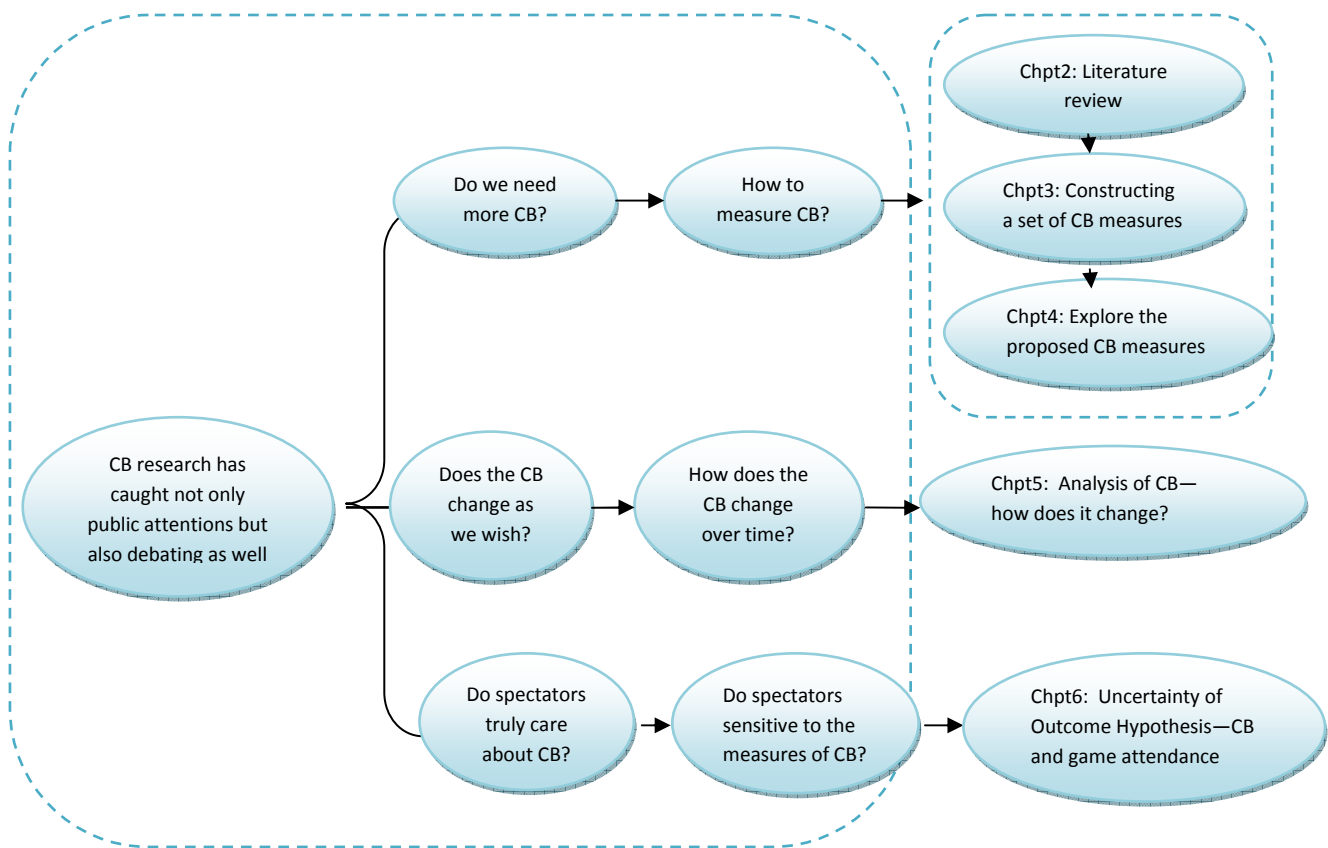 CB research has
caught not only
public attentions but
also debating as well
Do we need
more CB?
How to
measure CB?
Chpt2: Literature
review
Chpt3: Constructing
a set of CB measures
Chpt4: Explore the
proposed CB measures
Does the CB
change as
we wish?
How does the
CB change
over time?
Chpt5:  Analysis of CB—
how does it change?
Do spectators
truly care
about CB?
Do spectators
sensitive to the
measures of CB?
Chpt6:  Uncertainty of
Outcome Hypothesis—CB
and game attendance